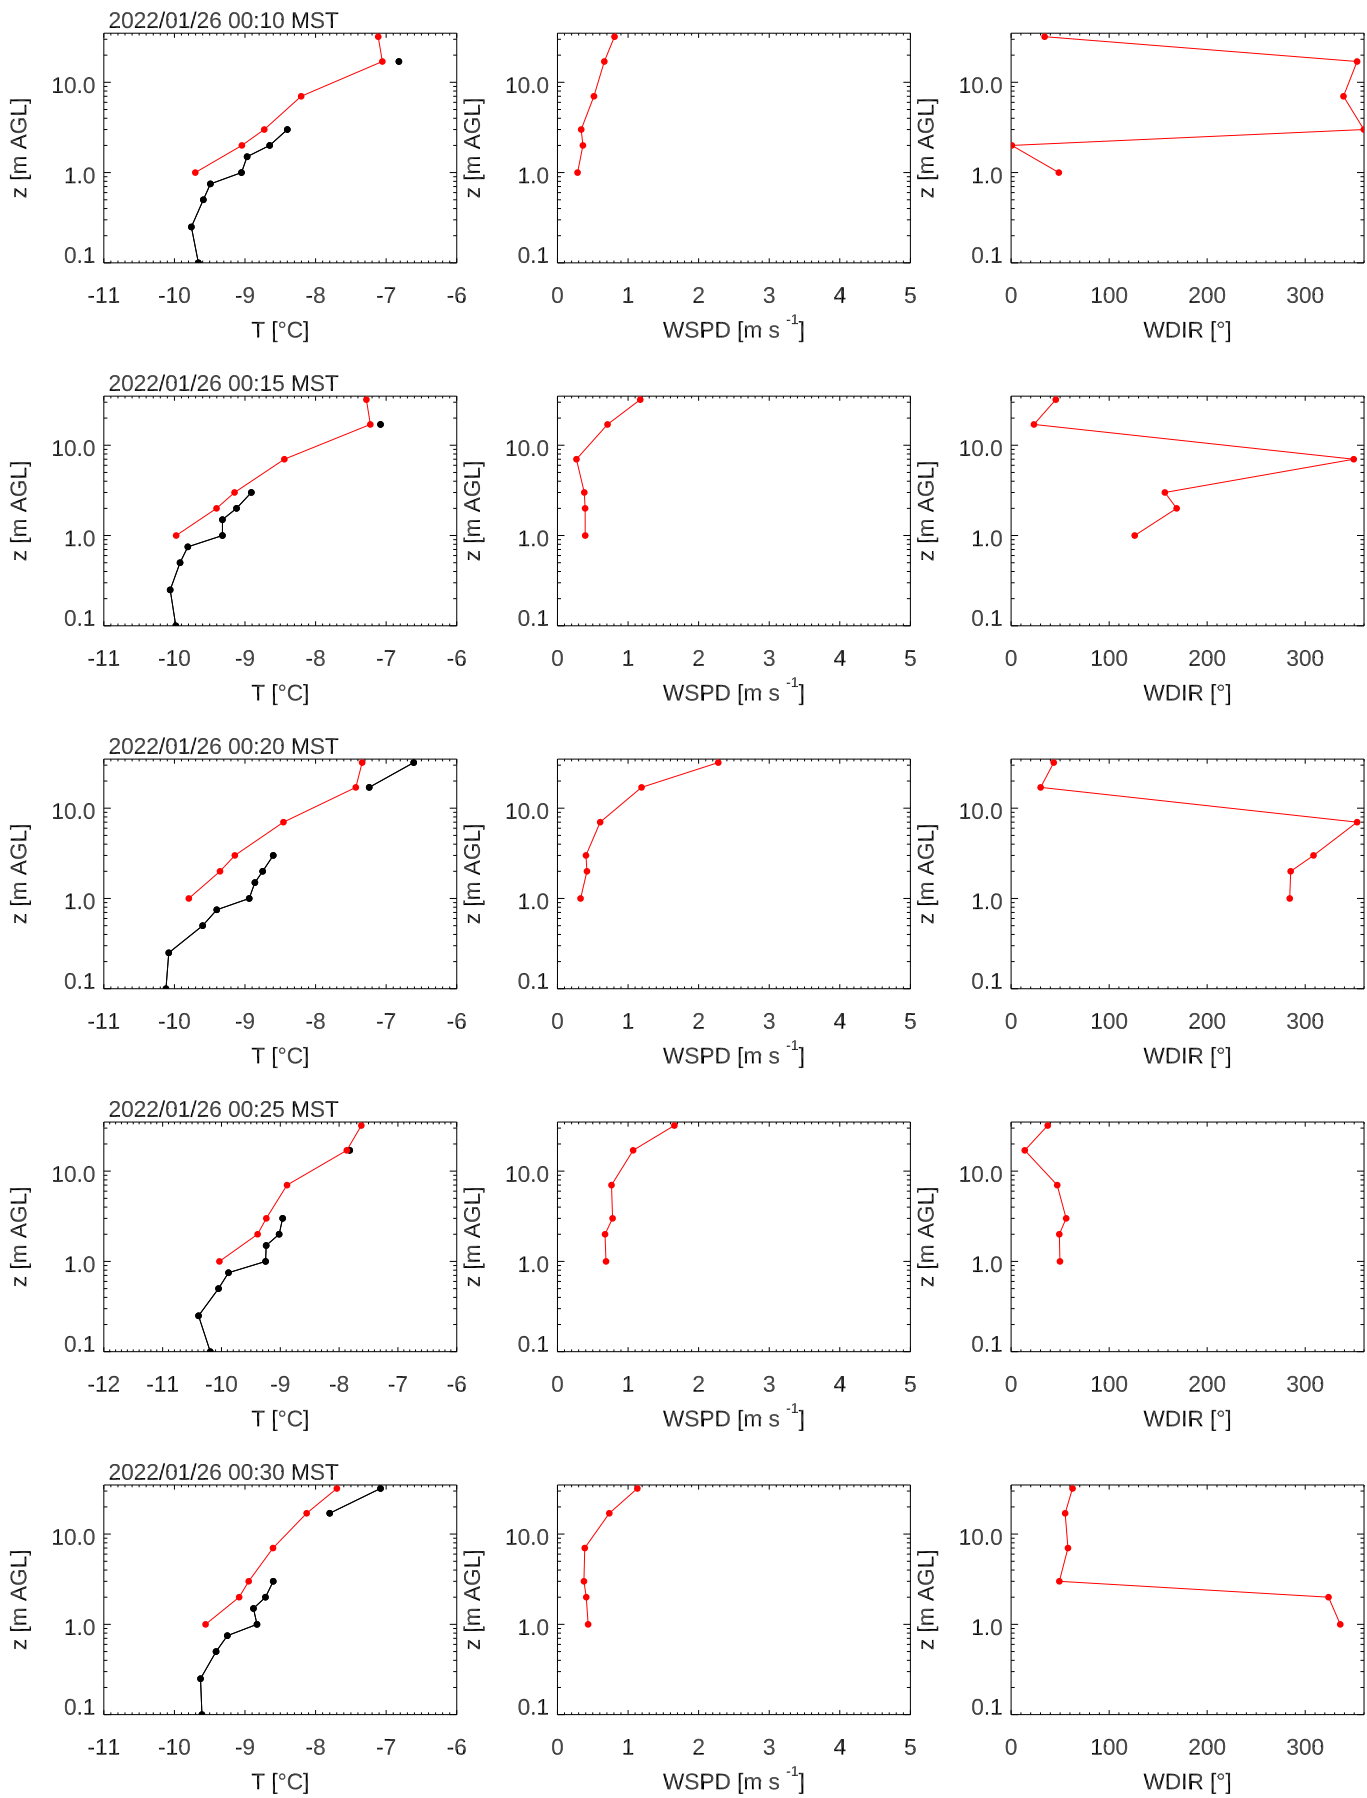 2022/01/26 00:10 MST
z [m AGL] 10.0 1.0 0.1
-11 -10 -9 -8 -7 -6
T [°C]
z [m AGL] 10.0 1.0 0.1
0 1 2 3 4 5
WSPD [m s -1]
z [m AGL] 10.0 1.0 0.1
0 100 200 300
WDIR [°]
2022/01/26 00:15 MST
z [m AGL] 10.0 1.0 0.1
-11 -10 -9 -8 -7 -6
T [°C]
z [m AGL] 10.0 1.0 0.1
0 1 2 3 4 5
WSPD [m s -1]
z [m AGL] 10.0 1.0 0.1
0 100 200 300
WDIR [°]
2022/01/26 00:20 MST
z [m AGL] 10.0 1.0 0.1
-11 -10 -9 -8 -7 -6
T [°C]
z [m AGL] 10.0 1.0 0.1
0 1 2 3 4 5
WSPD [m s -1]
z [m AGL] 10.0 1.0 0.1
0 100 200 300
WDIR [°]
2022/01/26 00:25 MST
z [m AGL] 10.0 1.0 0.1
-12 -11 -10 -9 -8 -7 -6
T [°C]
z [m AGL] 10.0 1.0 0.1
0 1 2 3 4 5
WSPD [m s -1]
z [m AGL] 10.0 1.0 0.1
0 100 200 300
WDIR [°]
2022/01/26 00:30 MST
z [m AGL] 10.0 1.0 0.1
-11 -10 -9 -8 -7 -6
T [°C]
z [m AGL] 10.0 1.0 0.1
0 1 2 3 4 5
WSPD [m s -1]
z [m AGL] 10.0 1.0 0.1
0 100 200 300
WDIR [°]